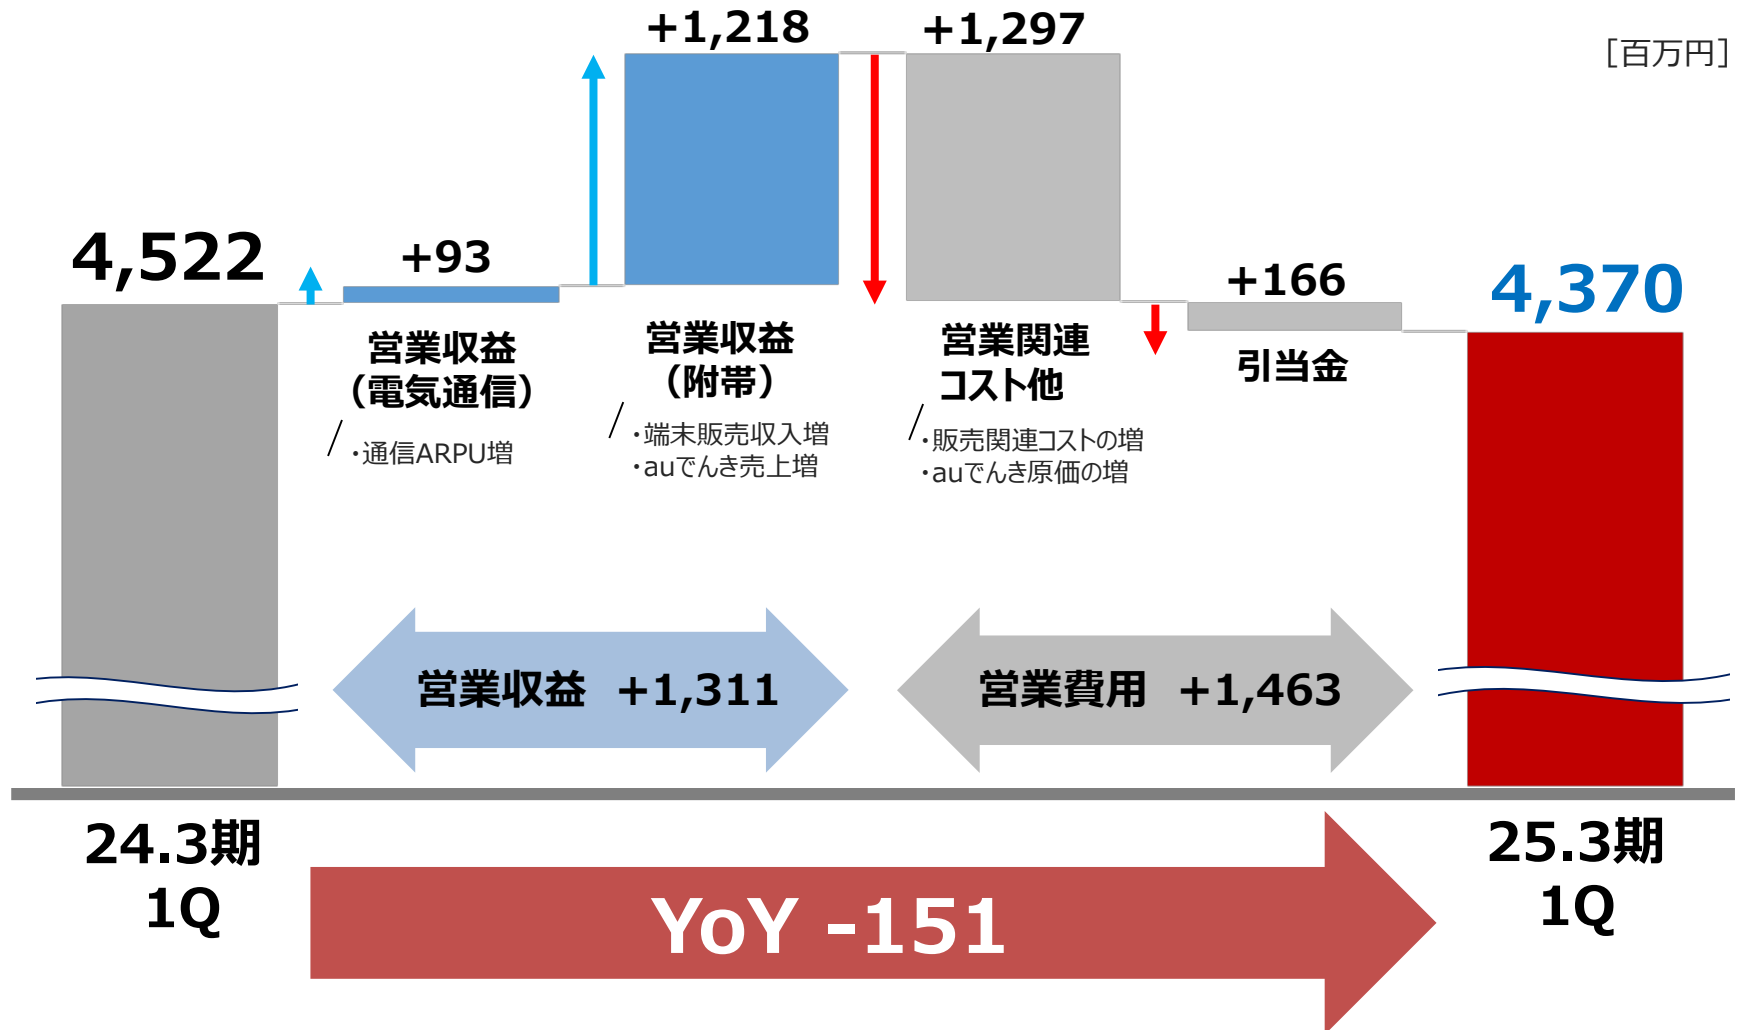 ［百万円］
4,522
+93
営業収益
（電気通信）
・通信ARPU増
+1,218
営業収益
（附帯）
・端末販売収入増
・auでんき売上増
+1,297
営業関連
コスト他
・販売関連コストの増
・auでんき原価の増
+166
引当金
4,370
営業収益 +1,311
営業費用 +1,463
24.3期
1Q
25.3期
1Q
YoY -151